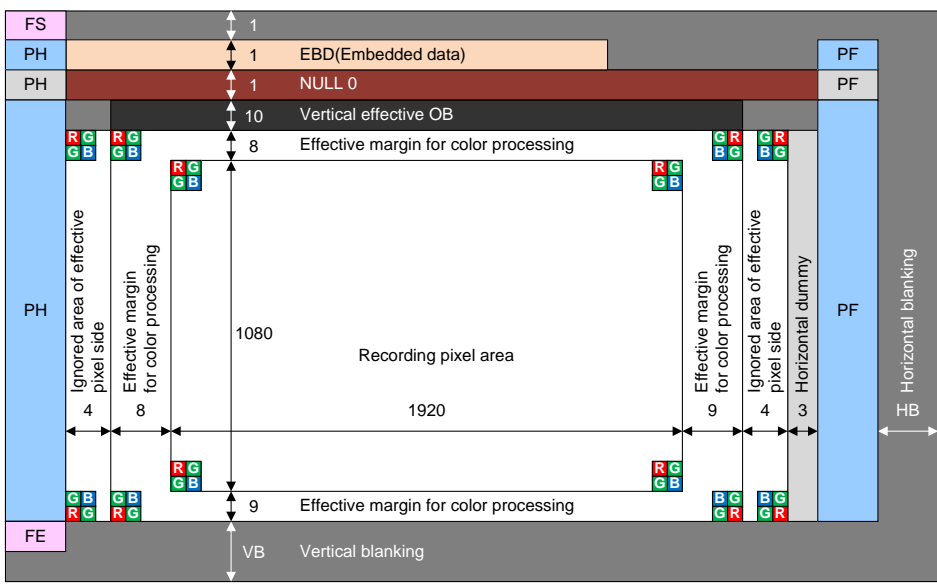 FS
1
PH
1
EBD(Embedded data)
PF
PH
1
NULL 0
PF
10
Vertical effective OB
R G
G B
R G
G B
8
Effective margin for color processing
G R
B G
G R
B G
R G
G B
R G
G B
PH
Ignored area of effective
pixel side
4
Effective margin
for color processing
8
1080
Recording pixel area
1920
Effective margin
for color processing
9
Ignored area of effective
pixel side
4
Horizontal dummy
3
PF
Horizontal blanking
HB
R G
G B
R G
G B
G B
R G
G B
R G
9
Effective margin for color processing
B G
G R
B G
G R
FE
VB
Vertical blanking